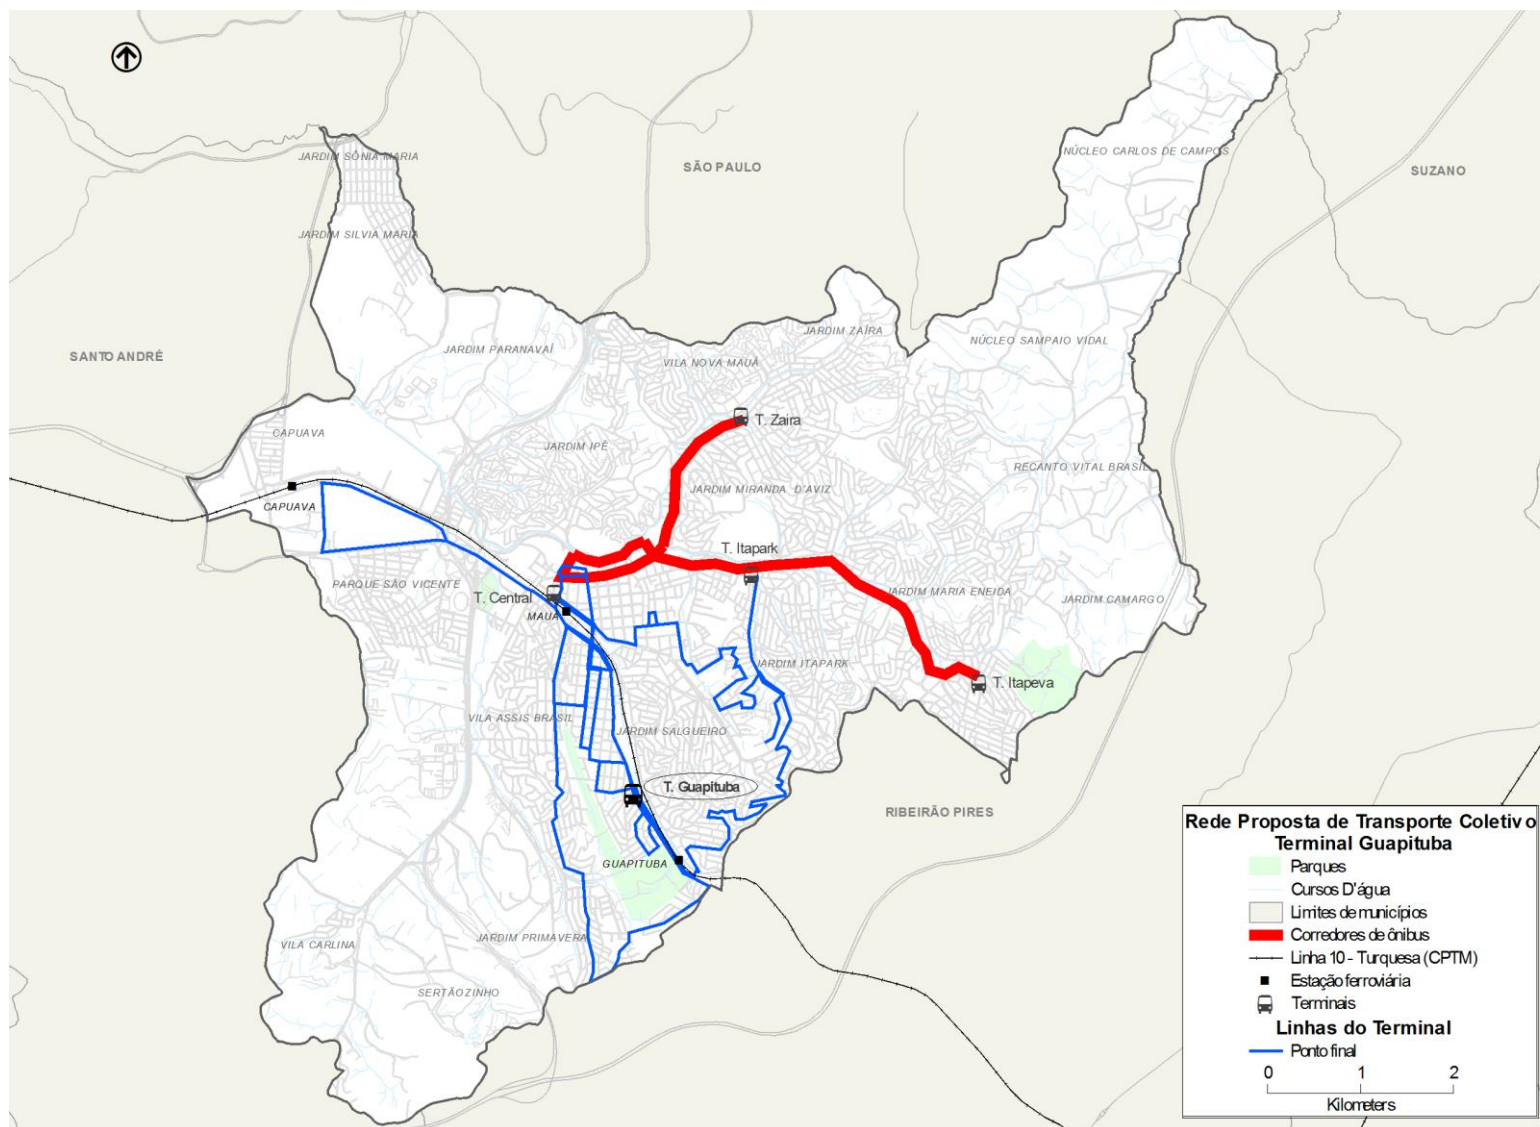 JARDIM SÔNIA MARIA
NÚCLEO CARLOS DE CAMPOS
SÃO PAULO
SUZANO
JARDIM SILVIA MARIA
JARDIM ZAÍRA
NÚCLEO SAMPAIO VIDAL
SANTO ANDRÉ
JARDIM PARANAVAÍ
VILA NOVA MAUÁ
T. Zaira
CAPUAVA
JARDIM IPÊ
RECANTO VITAL BRASIL
JARDIM MIRANDA D'AVIZ
CAPUAVA
T. Itapark
PARQUE SÃO VICENTE
JARDIM MARIA ENEIDA
T. Central
JARDIM CAMARGO
MAUÁ
JARDIM ITAPARK
T. Itapeva
VILA ASSIS BRASIL
JARDIM SALGUEIRO
T. Guapituba
RIBEIRÃO PIRES
GUAPITUBA
JARDIM PRIMAVERA
VILA CARLINA
SERTÃOZINHO
Rede Proposta de Transporte Coletivo
Terminal Guapituba
Parques
Cursos D'água
Limites de municípios
Corredores de ônibus
Linha 10 - Turquesa (CPTM)
Estação ferroviária
Terminais
Linhas do Terminal
Ponto final
0 1 2
Kilometers